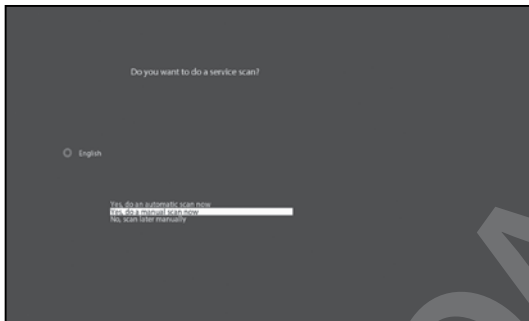 Do you want to do a service scan?
English
Yes, do an automatic scan now
Yes, do a manual scan now
No, scan later manually